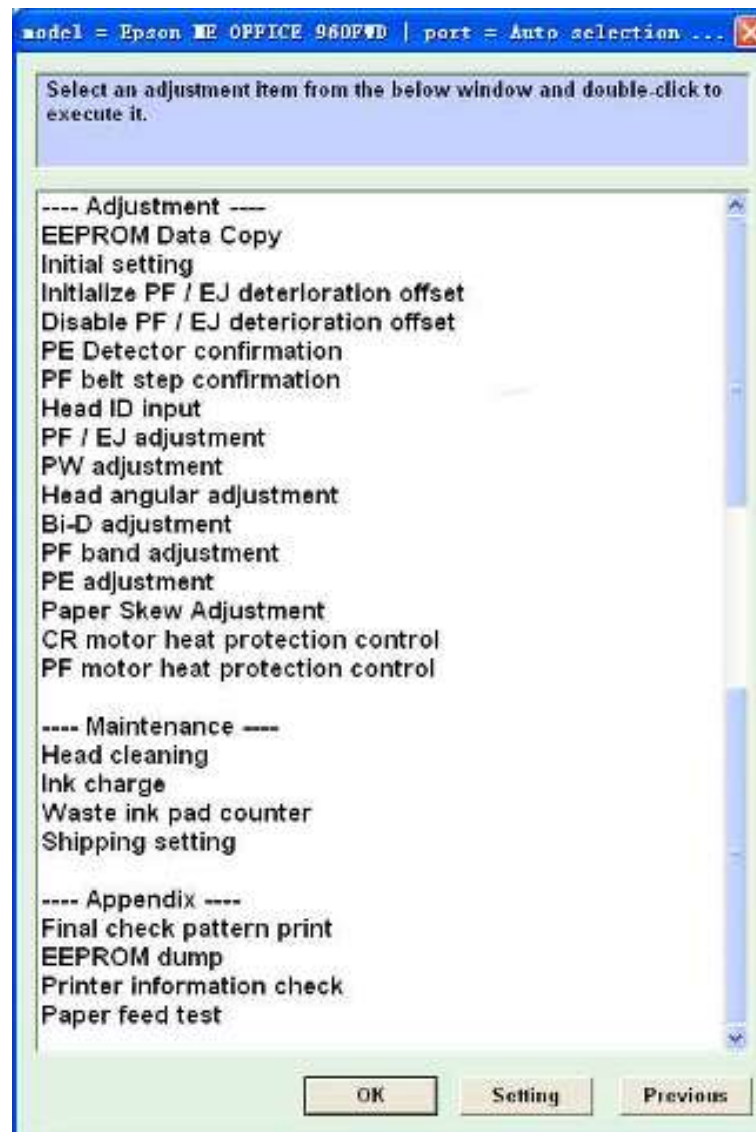 model = Epson ME OFFICE 960FWD | port = Auto selection ...
Select an adjustment item from the below window and double-click to
execute it.
---- Adjustment ----
EEPROM Data Copy
Initial setting
Initialize PF / EJ deterioration offset
Disable PF / EJ deterioration offset
PE Detector confirmation
PF belt step confirmation
Head ID input
PF / EJ adjustment
PW adjustment
Head angular adjustment
Bi-D adjustment
PF band adjustment
PE adjustment
Paper Skew Adjustment
CR motor heat protection control
PF motor heat protection control
---- Maintenance ----
Head cleaning
Ink charge
Waste ink pad counter
Shipping setting
---- Appendix ----
Final check pattern print
EEPROM dump
Printer information check
Paper feed test
OK Setting Previous